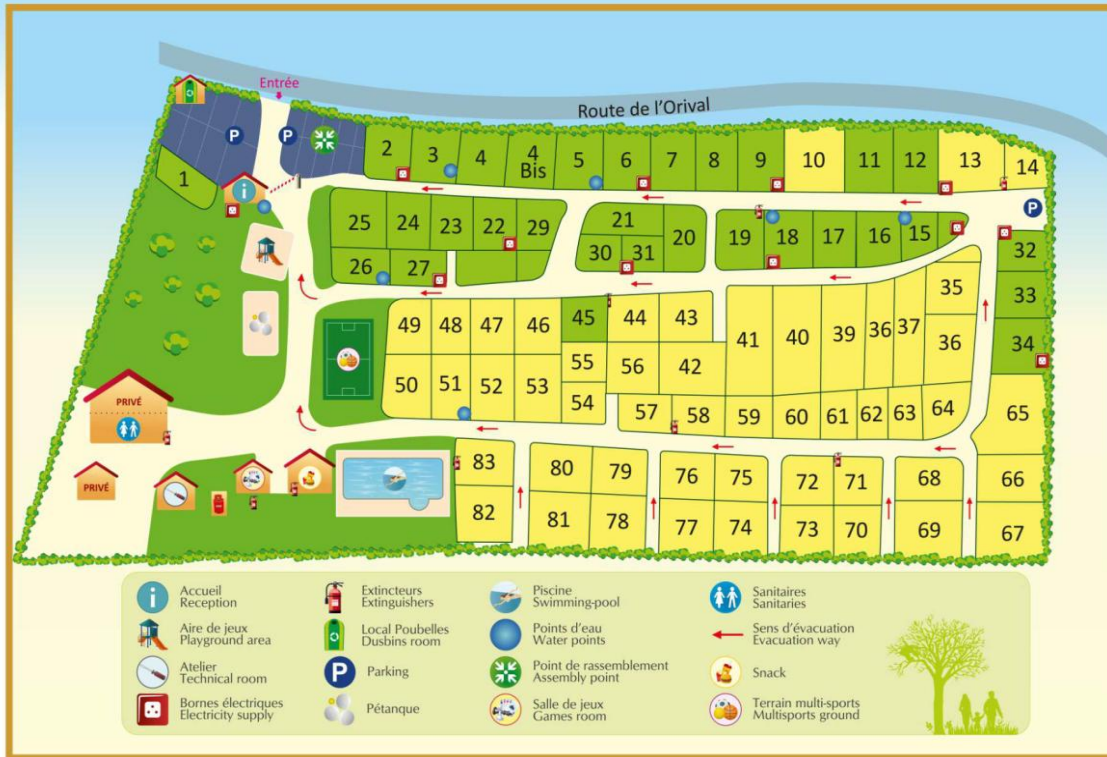 Entrée
Route de l'Orival
P
P
2
3
4
4
Bis
5
6
7
8
9
10
11
12
13
14
1
i
P
25
24
23
22
29
21
20
19
18
17
16
15
26
27
30
31
32
33
34
35
36
49
48
47
46
45
44
43
41
40
39
36
37
50
51
52
53
55
54
56
42
57
58
59
60
61
62
63
64
65
66
67
PRIVÉ
PRIVÉ
83
82
80
79
81
78
76
75
77
74
72
71
73
70
68
69
i
Accueil
Reception
Extincteurs
Extinguishers
Piscine
Swimming-pool
Sanitaires
Sanitaries
Aire de jeux
Playground area
Local Poubelles
Dusbins room
Points d'eau
Water points
Sens d'évacuation
Evacuation way
Atelier
Technical room
P
Parking
Point de rassemblement
Assembly point
Snack
Bornes électriques
Electricity supply
Pétanque
Salle de jeux
Games room
Terrain multi-sports
Multisports ground